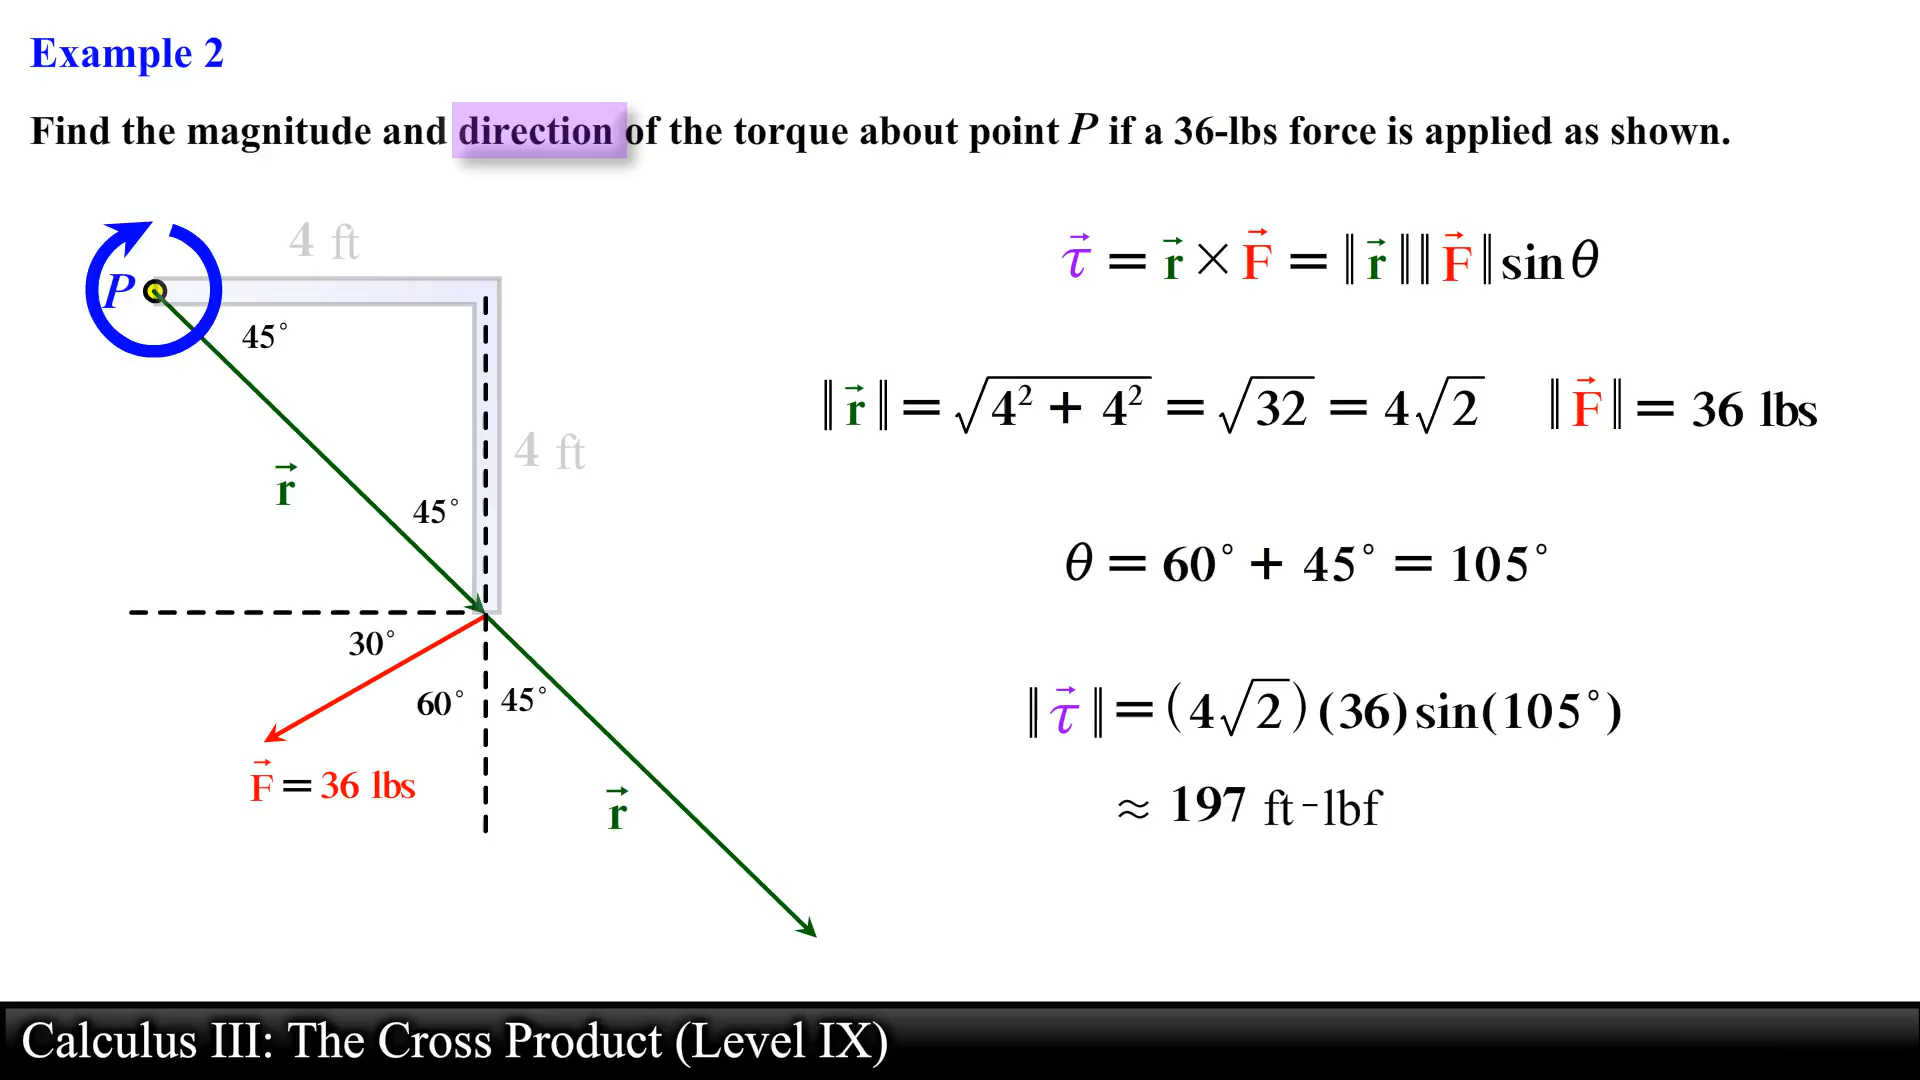 Example 2
Find the magnitude and direction of the torque about point P if a 36-lbs force is applied as shown.
4 ft
P
45°
4 ft
r⃗
45°
30°
60°
45°
F⃗ = 36 lbs
r⃗
τ⃗ = r⃗ × F⃗ = ‖r⃗‖‖F⃗‖sin θ
‖r⃗‖ = √(4² + 4²) = √32 = 4√2 ‖F⃗‖ = 36 lbs
θ = 60° + 45° = 105°
‖τ⃗‖ = (4√2)(36)sin(105°)
≈ 197 ft-lbf
Calculus III: The Cross Product (Level IX)